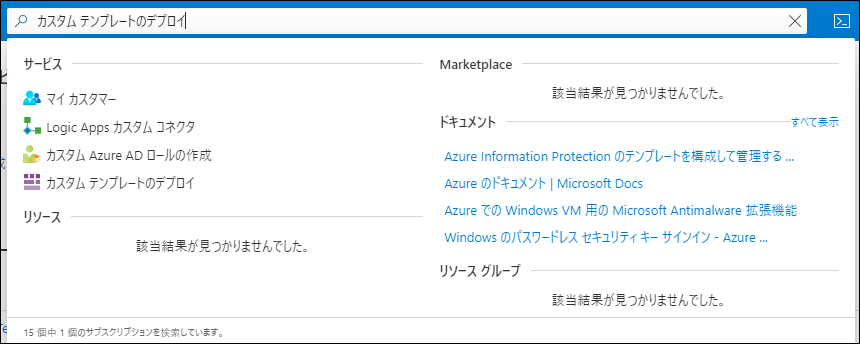 カスタム テンプレートのデプロイ
サービス
マイ カスタマー
Logic Apps カスタム コネクタ
カスタム Azure AD ロールの作成
カスタム テンプレートのデプロイ
リソース
該当結果が見つかりませんでした。
Marketplace
該当結果が見つかりませんでした。
ドキュメント すべて表示
Azure Information Protection のテンプレートを構成して管理する ...
Azure のドキュメント | Microsoft Docs
Azure での Windows VM 用の Microsoft Antimalware 拡張機能
Windows のパスワードレス セキュリティ キー サインイン - Azure ...
リソース グループ
該当結果が見つかりませんでした。
15 個中 1 個のサブスクリプションを検索しています。